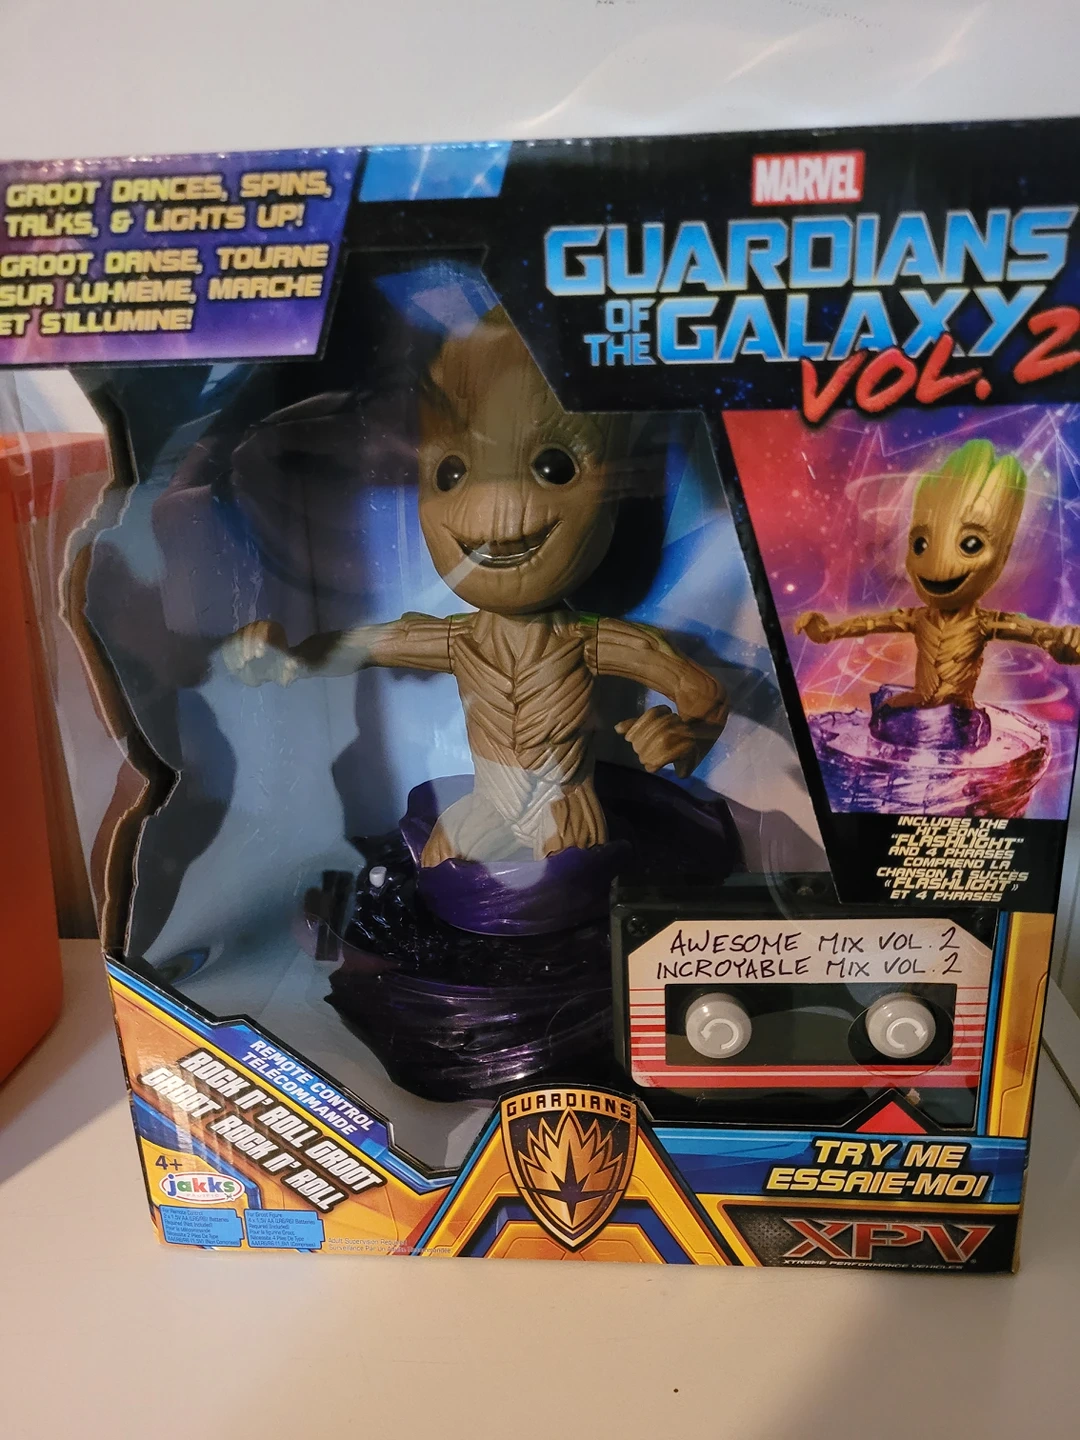 GROOT DANCES, SPINS,
TALKS, & LIGHTS UP!
GROOT DANSE, TOURNE
SUR LUI-MÊME, MARCHE
ET S'ILLUMINE!
MARVEL
GUARDIANS
OF THE GALAXY
VOL. 2
INCLUDES THE
HIT SONG
"FLASHLIGHT"
AND 4 PHRASES
COMPREND LA
CHANSON À SUCCÈS
« FLASHLIGHT »
ET 4 PHRASES
AWESOME MIX VOL. 2
INCROYABLE MIX VOL. 2
REMOTE CONTROL
TÉLÉCOMMANDE
ROCK N' ROLL GROOT
GROOT ROCK N' ROLL
4+
jakks
PACIFIC
GUARDIANS
TRY ME
ESSAIE-MOI
XPV
XTREME PERFORMANCE VEHICLES